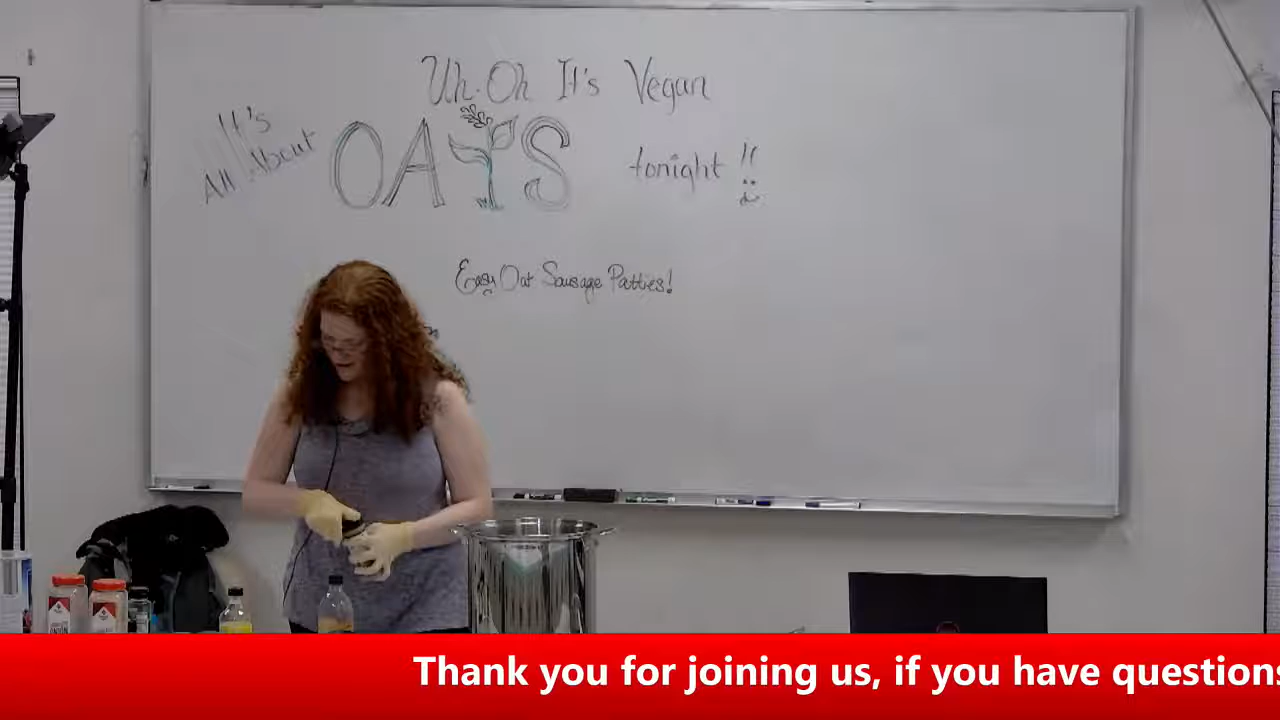 Uh-Oh It's Vegan
It's
All About
OATS
tonight!!
Easy Oat Sausage Patties!
Thank you for joining us, if you have questions